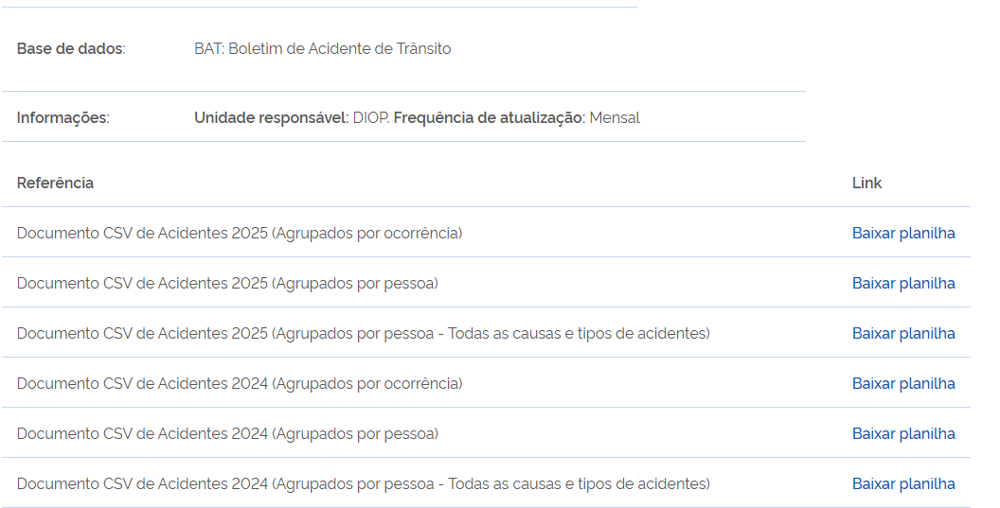 Base de dados: BAT: Boletim de Acidente de Trânsito
Informações: Unidade responsável: DIOP. Frequência de atualização: Mensal
Referência Link
Documento CSV de Acidentes 2025 (Agrupados por ocorrência) Baixar planilha
Documento CSV de Acidentes 2025 (Agrupados por pessoa) Baixar planilha
Documento CSV de Acidentes 2025 (Agrupados por pessoa - Todas as causas e tipos de acidentes) Baixar planilha
Documento CSV de Acidentes 2024 (Agrupados por ocorrência) Baixar planilha
Documento CSV de Acidentes 2024 (Agrupados por pessoa) Baixar planilha
Documento CSV de Acidentes 2024 (Agrupados por pessoa - Todas as causas e tipos de acidentes) Baixar planilha